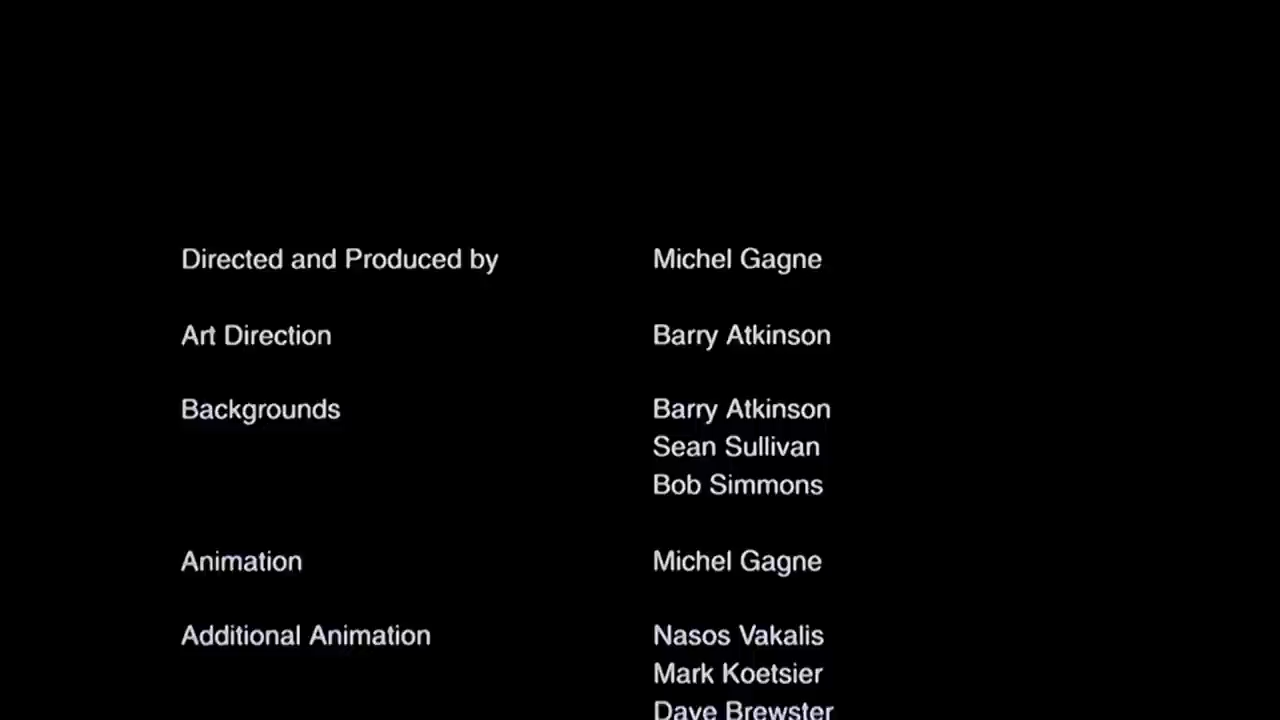 Directed and Produced by Michel Gagne
Art Direction Barry Atkinson
Backgrounds Barry Atkinson
Sean Sullivan
Bob Simmons
Animation Michel Gagne
Additional Animation Nasos Vakalis
Mark Koetsier
Dave Brewster